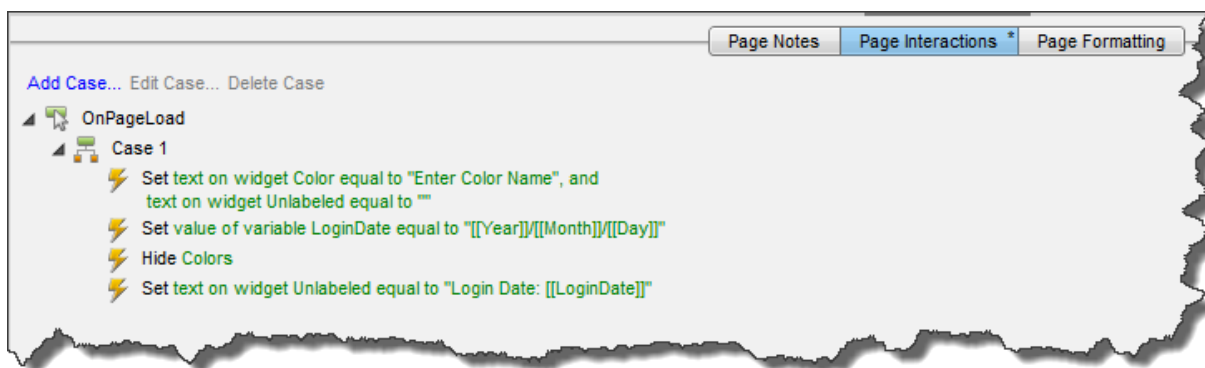 Page Notes Page Interactions * Page Formatting
Add Case... Edit Case... Delete Case
OnPageLoad
Case 1
Set text on widget Color equal to "Enter Color Name", and
text on widget Unlabeled equal to ""
Set value of variable LoginDate equal to "[[Year]]/[[Month]]/[[Day]]"
Hide Colors
Set text on widget Unlabeled equal to "Login Date: [[LoginDate]]"